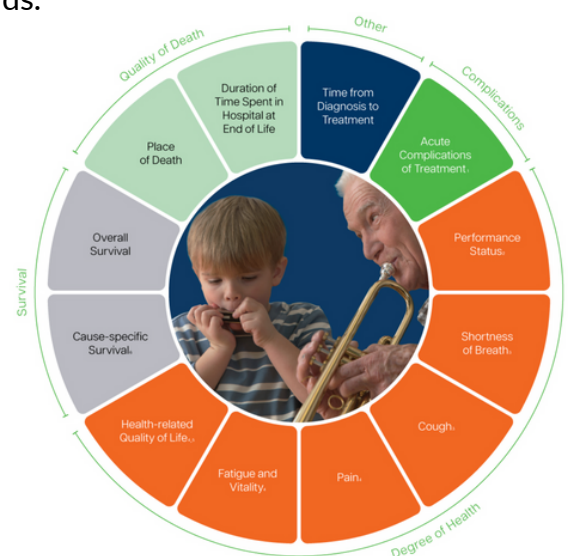 ds.
Quality of Death
Other
Complications
Degree of Health
Survival
Duration of
Time Spent in
Hospital at
End of Life
Time from
Diagnosis to
Treatment
Acute
Complications
of Treatment
Performance
Status
Shortness
of Breath
Cough
Pain
Fatigue and
Vitality
Health-related
Quality of Life
Cause-specific
Survival
Overall
Survival
Place
of Death